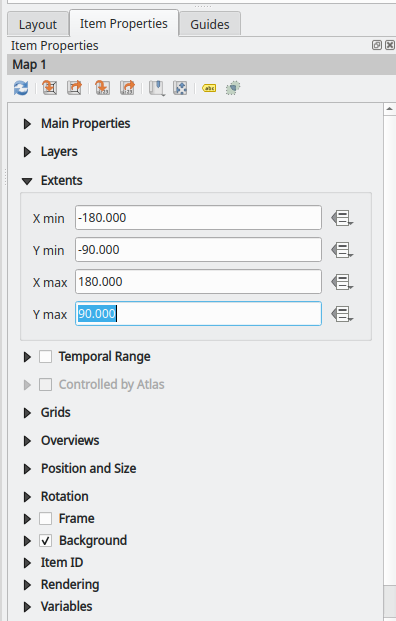 Layout Item Properties Guides
Item Properties
Map 1
Main Properties
Layers
Extents
X min -180.000
Y min -90.000
X max 180.000
Y max 90.000
Temporal Range
Controlled by Atlas
Grids
Overviews
Position and Size
Rotation
Frame
Background
Item ID
Rendering
Variables